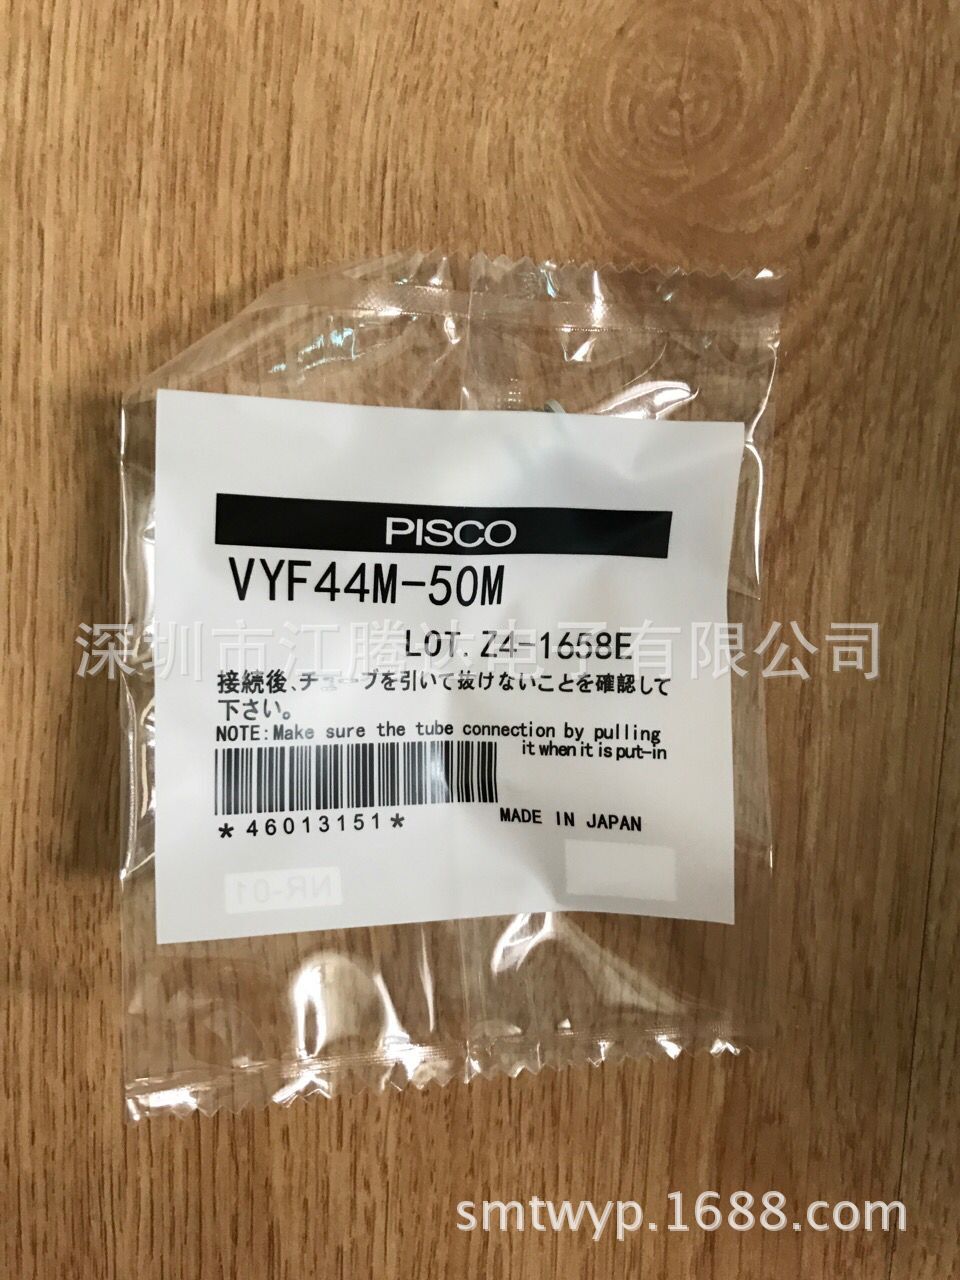 PISCO
VYF44M-50M
LOT. Z4-1658E
深圳市江腾达电子有限公司
接続後、チューブを引いて抜けないことを確認して
下さい。
NOTE:Make sure the tube connection by pulling
it when it is put-in
*46013151*
MADE IN JAPAN
NR-01
smtwyp.1688.com